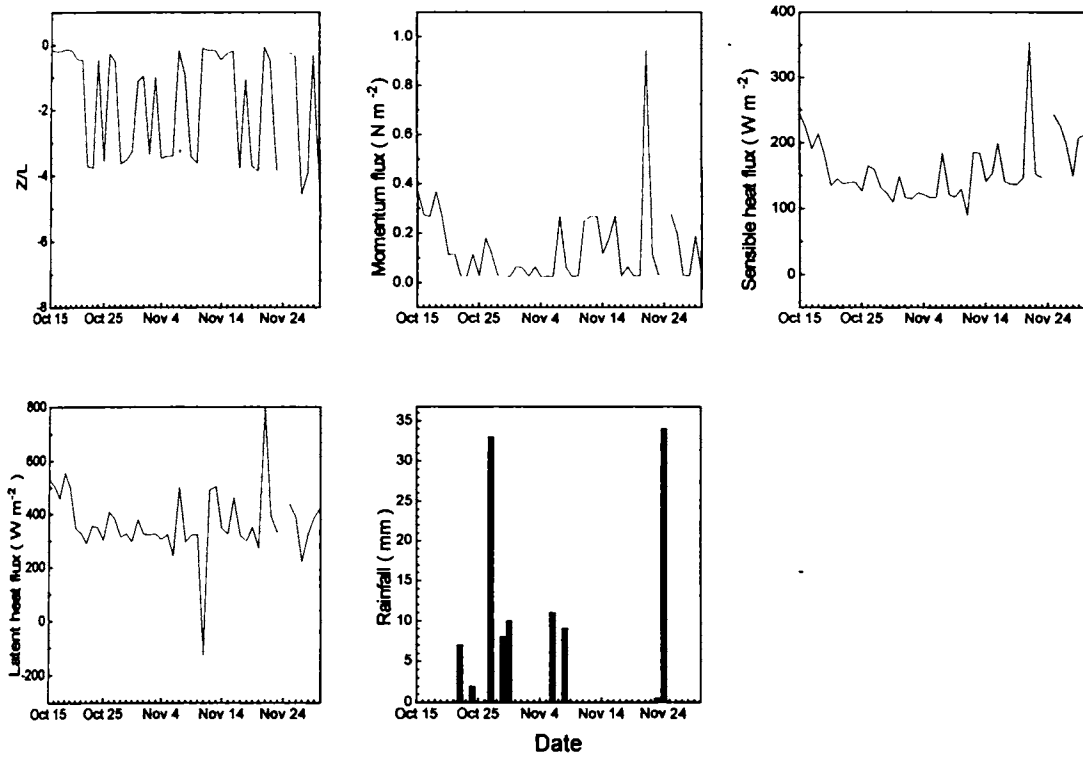 0
-2
-4
-6
-8
Z/L
Oct 15 Oct 25 Nov 4 Nov 14 Nov 24
1.0
0.8
0.6
0.4
0.2
0.0
Momentum flux ( N m⁻²)
Oct 15 Oct 25 Nov 4 Nov 14 Nov 24
400
300
200
100
0
Sensible heat flux ( W m⁻²)
Oct 15 Oct 25 Nov 4 Nov 14 Nov 24
800
600
400
200
0
-200
Latent heat flux ( W m⁻²)
Oct 15 Oct 25 Nov 4 Nov 14 Nov 24
35
30
25
20
15
10
5
0
Rainfall ( mm )
Oct 15 Oct 25 Nov 4 Nov 14 Nov 24
Date